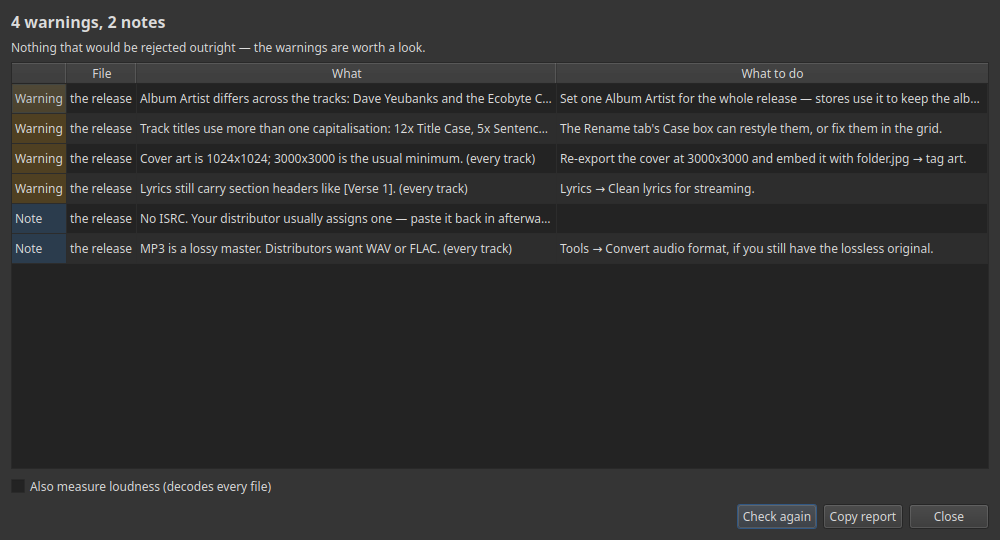 4 warnings, 2 notes
Nothing that would be rejected outright — the warnings are worth a look.
File What What to do
Warning the release Album Artist differs across the tracks: Dave Yeubanks and the Ecobyte C... Set one Album Artist for the whole release — stores use it to keep the alb...
Warning the release Track titles use more than one capitalisation: 12x Title Case, 5x Sentenc... The Rename tab's Case box can restyle them, or fix them in the grid.
Warning the release Cover art is 1024x1024; 3000x3000 is the usual minimum. (every track) Re-export the cover at 3000x3000 and embed it with folder.jpg → tag art.
Warning the release Lyrics still carry section headers like [Verse 1]. (every track) Lyrics → Clean lyrics for streaming.
Note the release No ISRC. Your distributor usually assigns one — paste it back in afterwa...
Note the release MP3 is a lossy master. Distributors want WAV or FLAC. (every track) Tools → Convert audio format, if you still have the lossless original.
Also measure loudness (decodes every file)
Check again Copy report Close